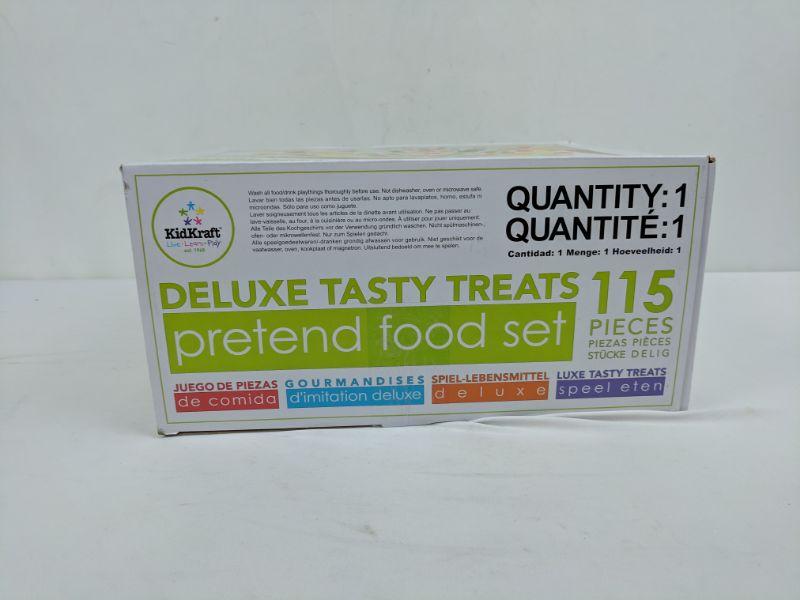 KidKraft
Live • Learn • Play
est. 1968
Wash all food/drink playthings thoroughly before use. Not dishwasher, oven or microwave safe.
Lavar bien todas las piezas antes de usarlas. No apto para lavaplatos, horno, estufa ni
microondas. Sólo para uso como juguete.
Laver soigneusement tous les articles de la dinette avant utilisation. Ne pas passer au
lave-vaisselle, au four, à la cuisinière ou au micro-ondes. À utiliser pour jouer uniquement.
Alle Teile des Kochgeschirrs vor der Verwendung gründlich waschen. Nicht spülmaschinen-,
ofen- oder mikrowellenfest. Nur zum Spielen gedacht.
Alle speelgoedeetwaren/-dranken grondig afwassen voor gebruik. Niet geschikt voor de
vaatwasser, oven, kookplaat of magnetron. Uitsluitend bedoeld om mee te spelen.
QUANTITY: 1
QUANTITÉ: 1
Cantidad: 1 Menge: 1 Hoeveelheid: 1
DELUXE TASTY TREATS
pretend food set
115
PIECES
PIEZAS PIÈCES
STÜCKE DELIG
JUEGO DE PIEZAS
de comida
GOURMANDISES
d'imitation deluxe
SPIEL-LEBENSMITTEL
deluxe
LUXE TASTY TREATS
speel eten